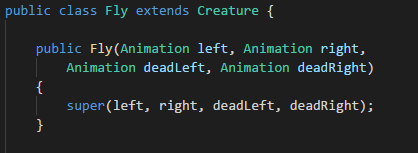 public class Fly extends Creature {
public Fly(Animation left, Animation right,
Animation deadLeft, Animation deadRight)
{
super(left, right, deadLeft, deadRight);
}